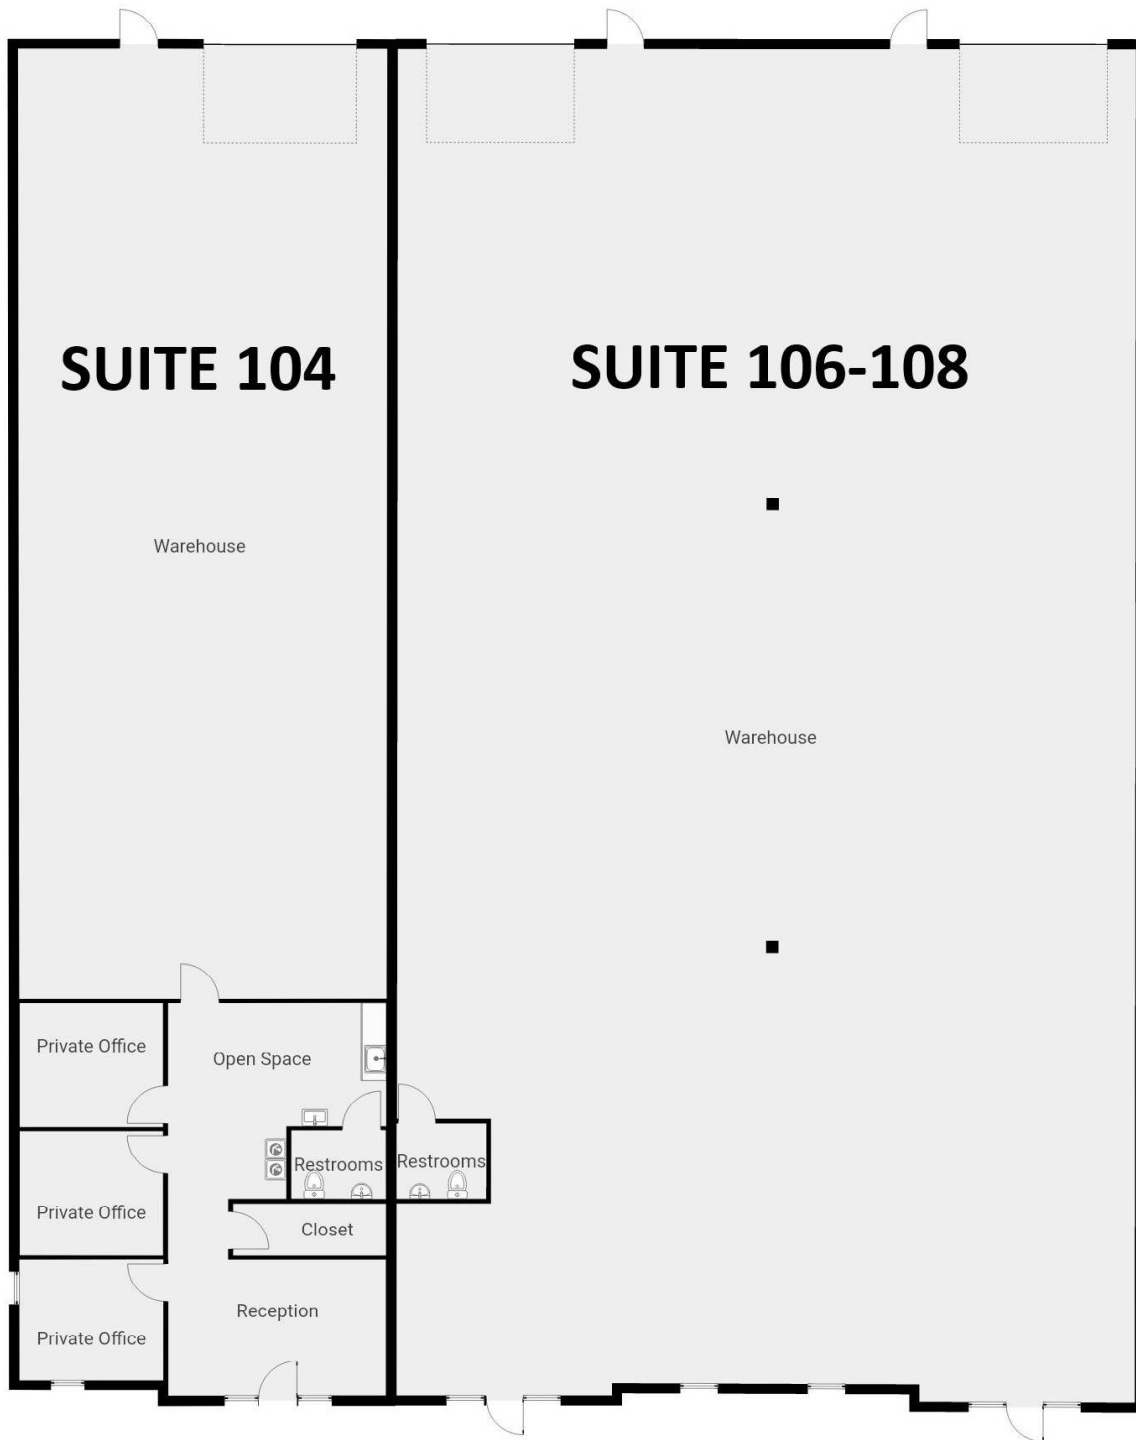 SUITE 104
SUITE 106-108
Warehouse
Warehouse
Private Office
Open Space
Restrooms
Restrooms
Private Office
Closet
Reception
Private Office